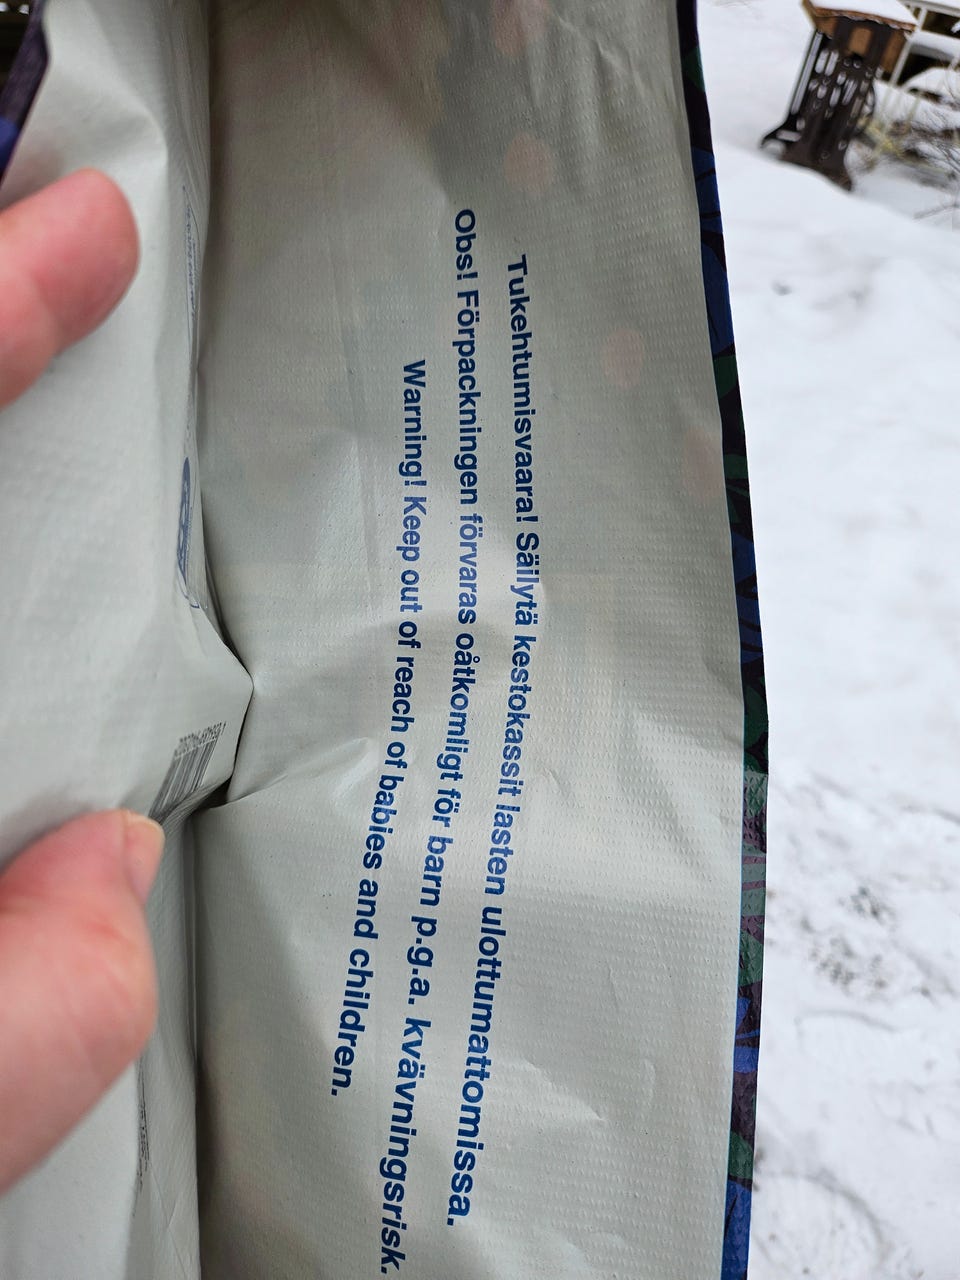 Tukehtumisvaara! Säilytä kestokassit lasten ulottumattomissa.
Obs! Förpackningen förvaras oåtkomligt för barn p.g.a. kvävningsrisk.
Warning! Keep out of reach of babies and children.